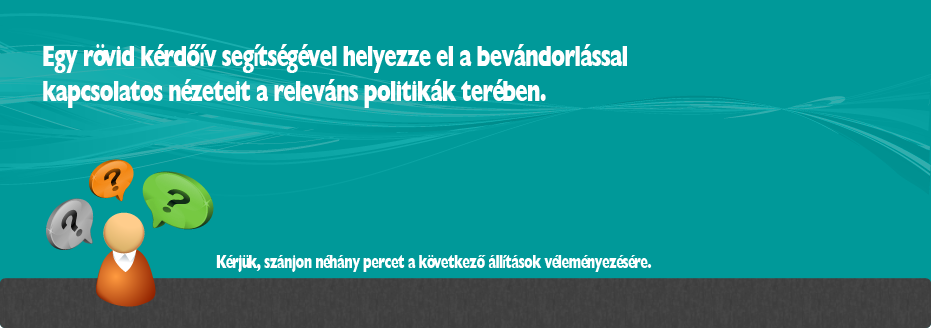 Egy rövid kérdőív segítségével helyezze el a bevándorlással
kapcsolatos nézeteit a releváns politikák terében.
? ? ?
Kérjük, szánjon néhány percet a következő állítások véleményezésére.